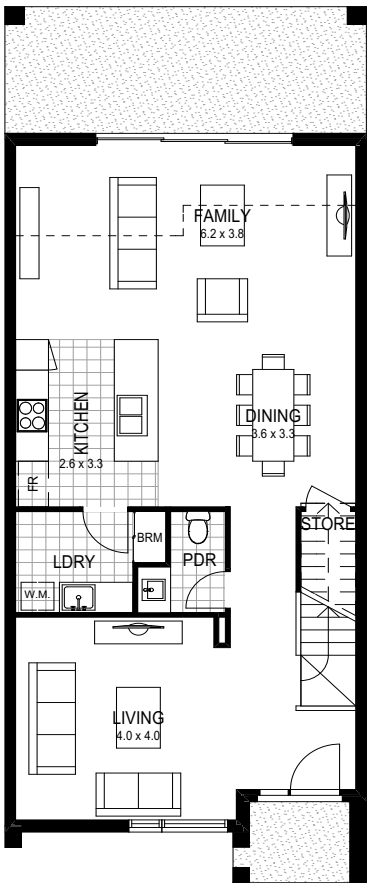 FAMILY
6.2 x 3.8
DINING
3.6 x 3.3
KITCHEN
2.6 x 3.3
FR
STORE
BRM
LDRY
PDR
W.M.
LIVING
4.0 x 4.0